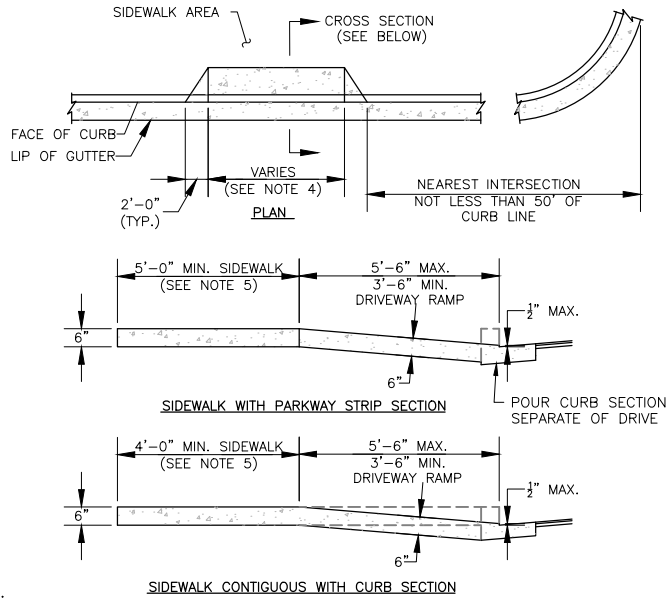 SIDEWALK AREA
CROSS SECTION
(SEE BELOW)
FACE OF CURB
LIP OF GUTTER
VARIES
(SEE NOTE 4)
2'-0"
(TYP.)
PLAN
NEAREST INTERSECTION
NOT LESS THAN 50' OF
CURB LINE
5'-0" MIN. SIDEWALK
(SEE NOTE 5)
5'-6" MAX.
3'-6" MIN.
DRIVEWAY RAMP
½" MAX.
6"
6"
POUR CURB SECTION
SEPARATE OF DRIVE
SIDEWALK WITH PARKWAY STRIP SECTION
4'-0" MIN. SIDEWALK
(SEE NOTE 5)
5'-6" MAX.
3'-6" MIN.
DRIVEWAY RAMP
½" MAX.
6"
6"
SIDEWALK CONTIGUOUS WITH CURB SECTION